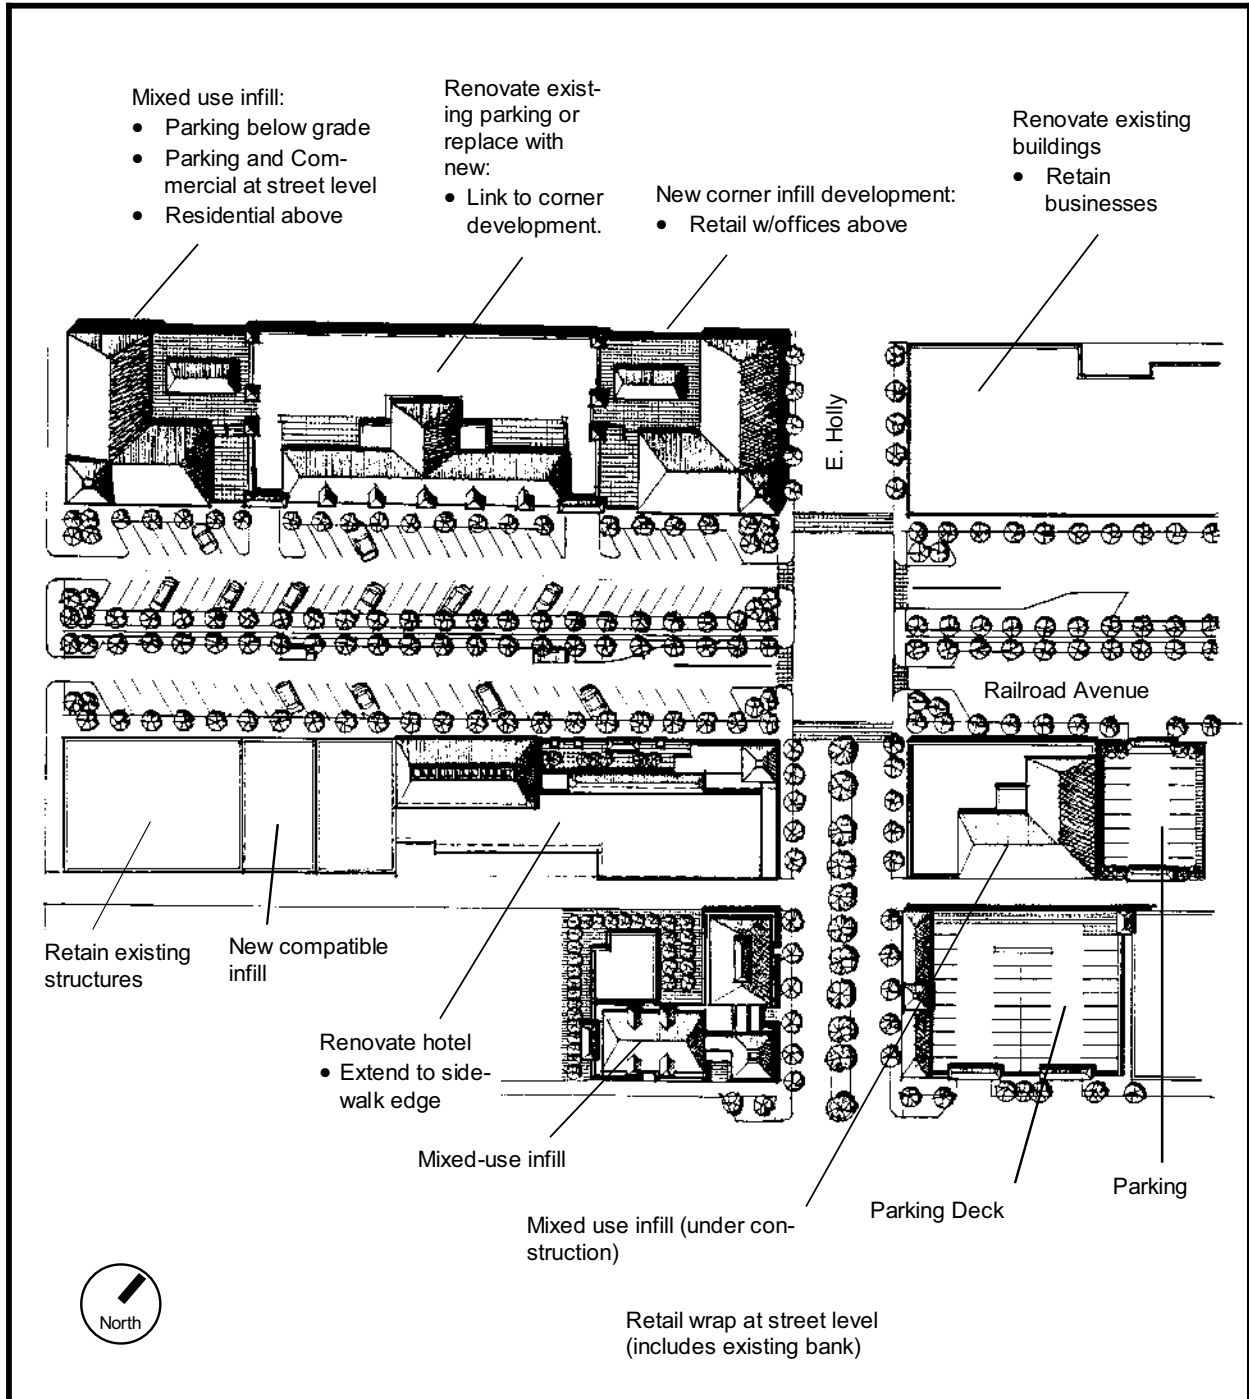 Mixed use infill:
• Parking below grade
• Parking and Com-
mercial at street level
• Residential above
Renovate exist-
ing parking or
replace with
new:
• Link to corner
development.
New corner infill development:
• Retail w/offices above
Renovate existing
buildings
• Retain
businesses
E. Holly
Railroad Avenue
Retain existing
structures
New compatible
infill
Renovate hotel
• Extend to side-
walk edge
Mixed-use infill
Mixed use infill (under con-
struction)
Parking Deck
Parking
Retail wrap at street level
(includes existing bank)
North